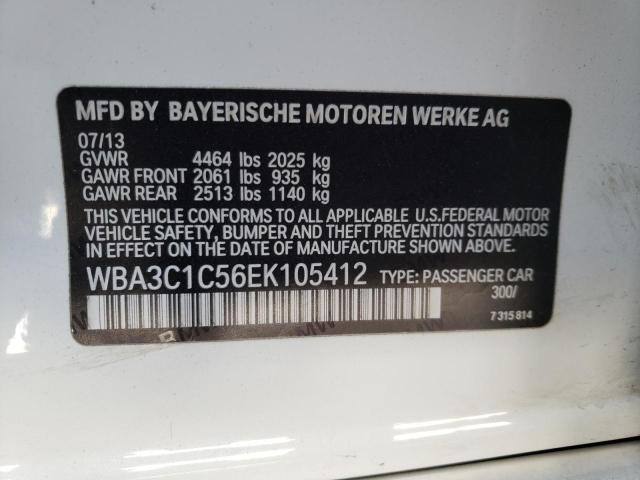 MFD BY BAYERISCHE MOTOREN WERKE AG
07/13
GVWR 4464 lbs 2025 kg
GAWR FRONT 2061 lbs 935 kg
GAWR REAR 2513 lbs 1140 kg
THIS VEHICLE CONFORMS TO ALL APPLICABLE U.S.FEDERAL MOTOR
VEHICLE SAFETY, BUMPER AND THEFT PREVENTION STANDARDS
IN EFFECT ON THE DATE OF MANUFACTURE SHOWN ABOVE.
WBA3C1C56EK105412 TYPE: PASSENGER CAR
300/
7 315 814